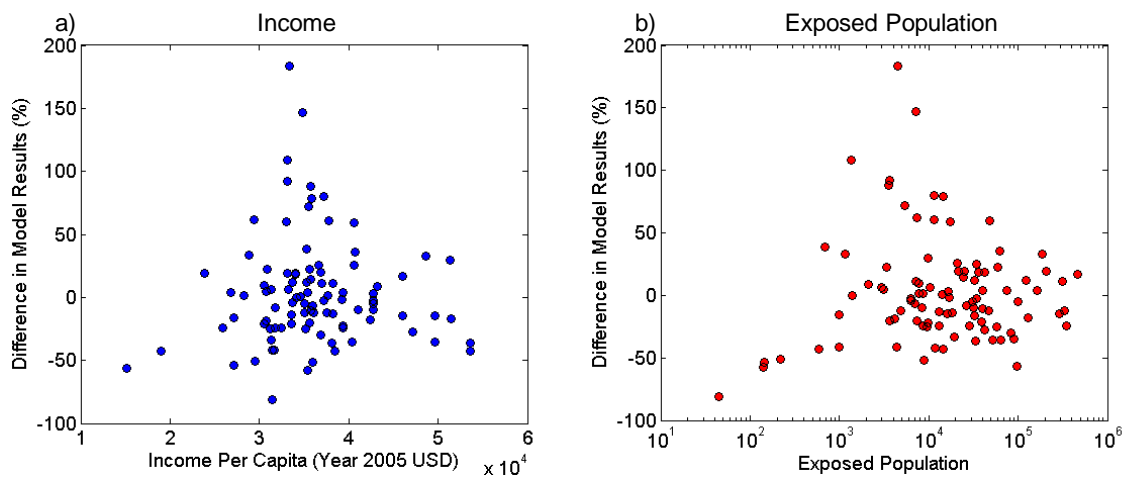 a) Income
200
150
100
50
0
-50
-100
Difference in Model Results (%)
1 2 3 4 5 6
Income Per Capita (Year 2005 USD) x 10^4
b) Exposed Population
200
150
100
50
0
-50
-100
Difference in Model Results (%)
10^1 10^2 10^3 10^4 10^5 10^6
Exposed Population